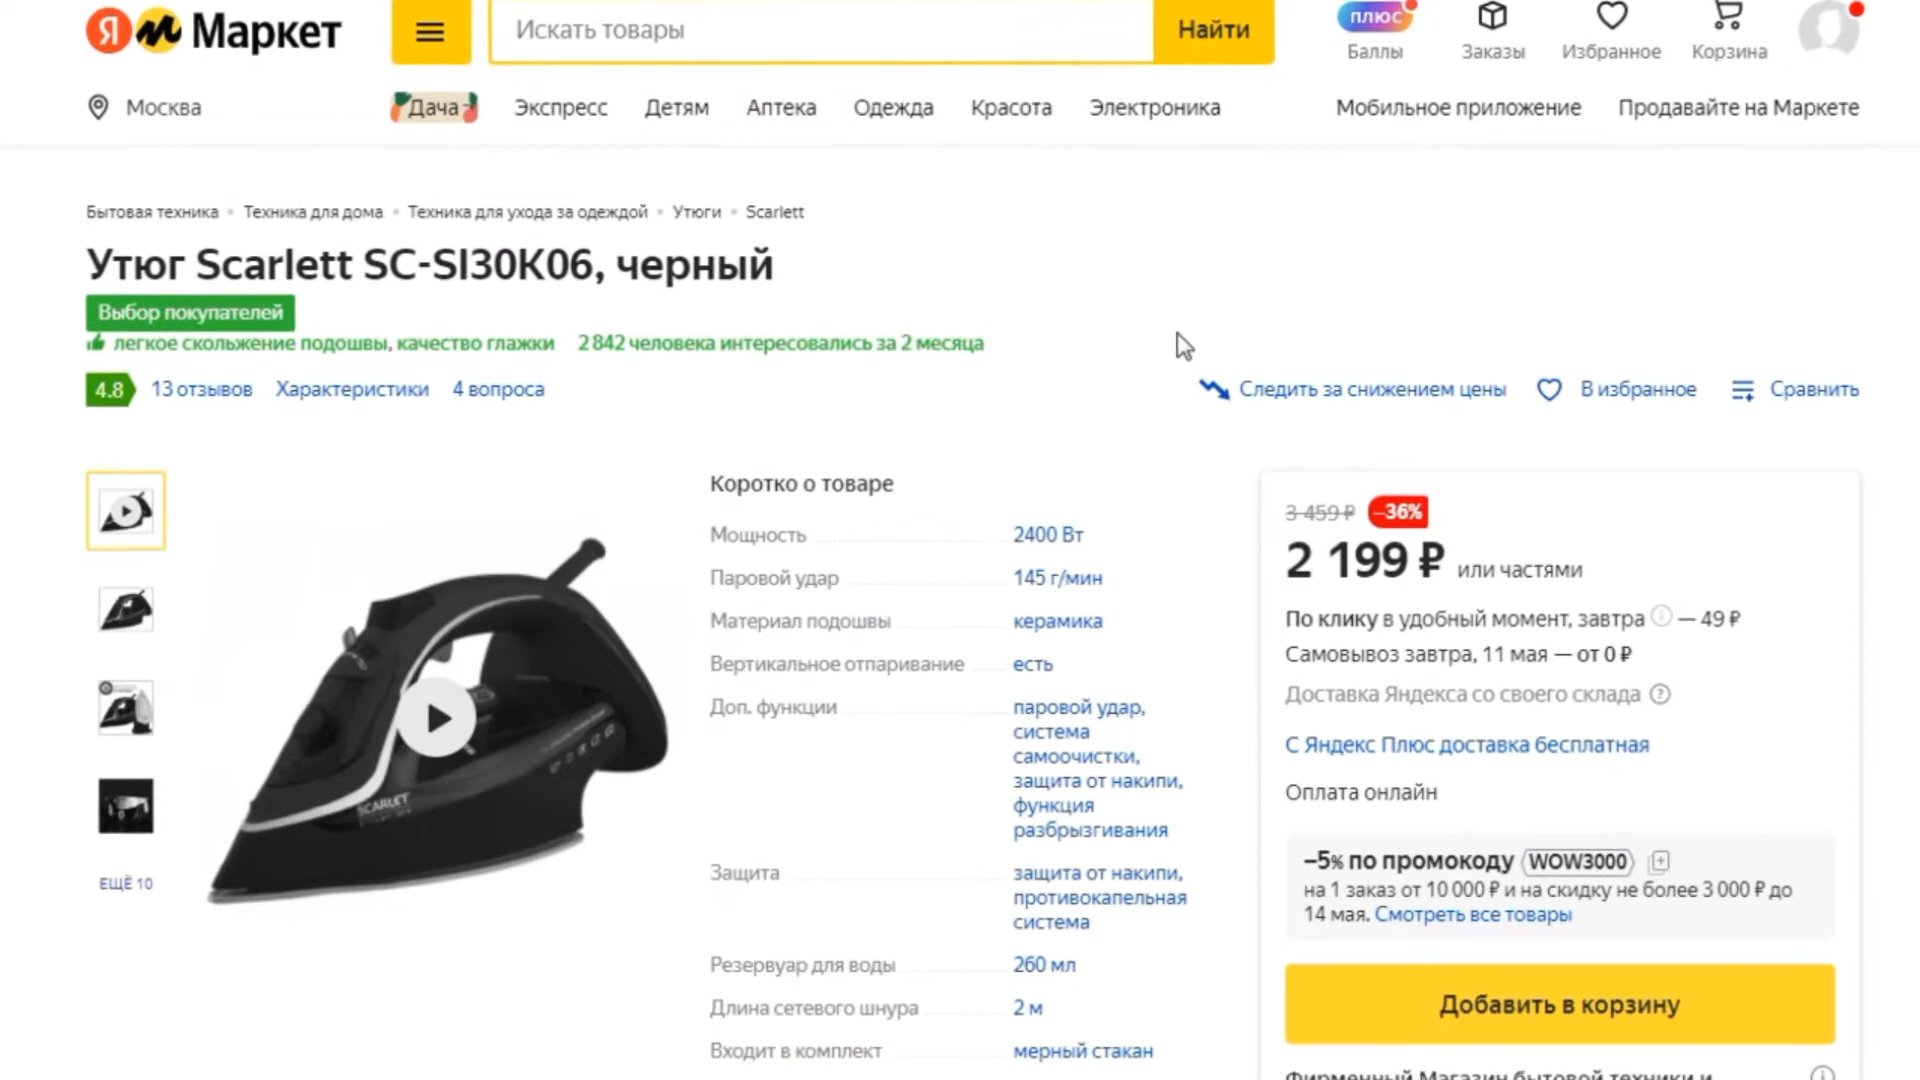 Я м Маркет
Искать товары
Найти
плюс
Баллы
Заказы
Избранное
Корзина
Москва
Дача
Экспресс
Детям
Аптека
Одежда
Красота
Электроника
Мобильное приложение
Продавайте на Маркете
Бытовая техника • Техника для дома • Техника для ухода за одеждой • Утюги • Scarlett
Утюг Scarlett SC-SI30K06, черный
Выбор покупателей
легкое скольжение подошвы, качество глажки 2 842 человека интересовались за 2 месяца
4.8 13 отзывов Характеристики 4 вопроса
Следить за снижением цены
В избранное
Сравнить
ЕЩЁ 10
SCARLET
Коротко о товаре
Мощность 2400 Вт
Паровой удар 145 г/мин
Материал подошвы керамика
Вертикальное отпаривание есть
Доп. функции паровой удар,
система
самоочистки,
защита от накипи,
функция
разбрызгивания
Защита защита от накипи,
противокапельная
система
Резервуар для воды 260 мл
Длина сетевого шнура 2 м
Входит в комплект мерный стакан
3 459 ₽ –36%
2 199 ₽ или частями
По клику в удобный момент, завтра — 49 ₽
Самовывоз завтра, 11 мая — от 0 ₽
Доставка Яндекса со своего склада
С Яндекс Плюс доставка бесплатная
Оплата онлайн
–5% по промокоду WOW3000
на 1 заказ от 10 000 ₽ и на скидку не более 3 000 ₽ до
14 мая. Смотреть все товары
Добавить в корзину
Фирменный Магазин бытовой техники и